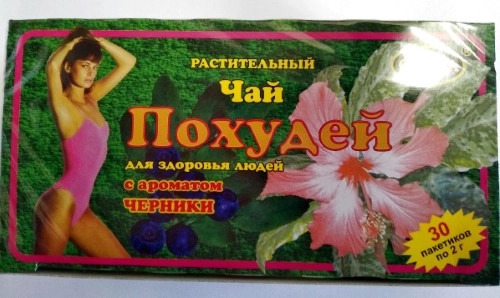 РАСТИТЕЛЬНЫЙ
Чай
Похудей
для здоровья людей
с ароматом
ЧЕРНИКИ
30
пакетиков
по 2 г